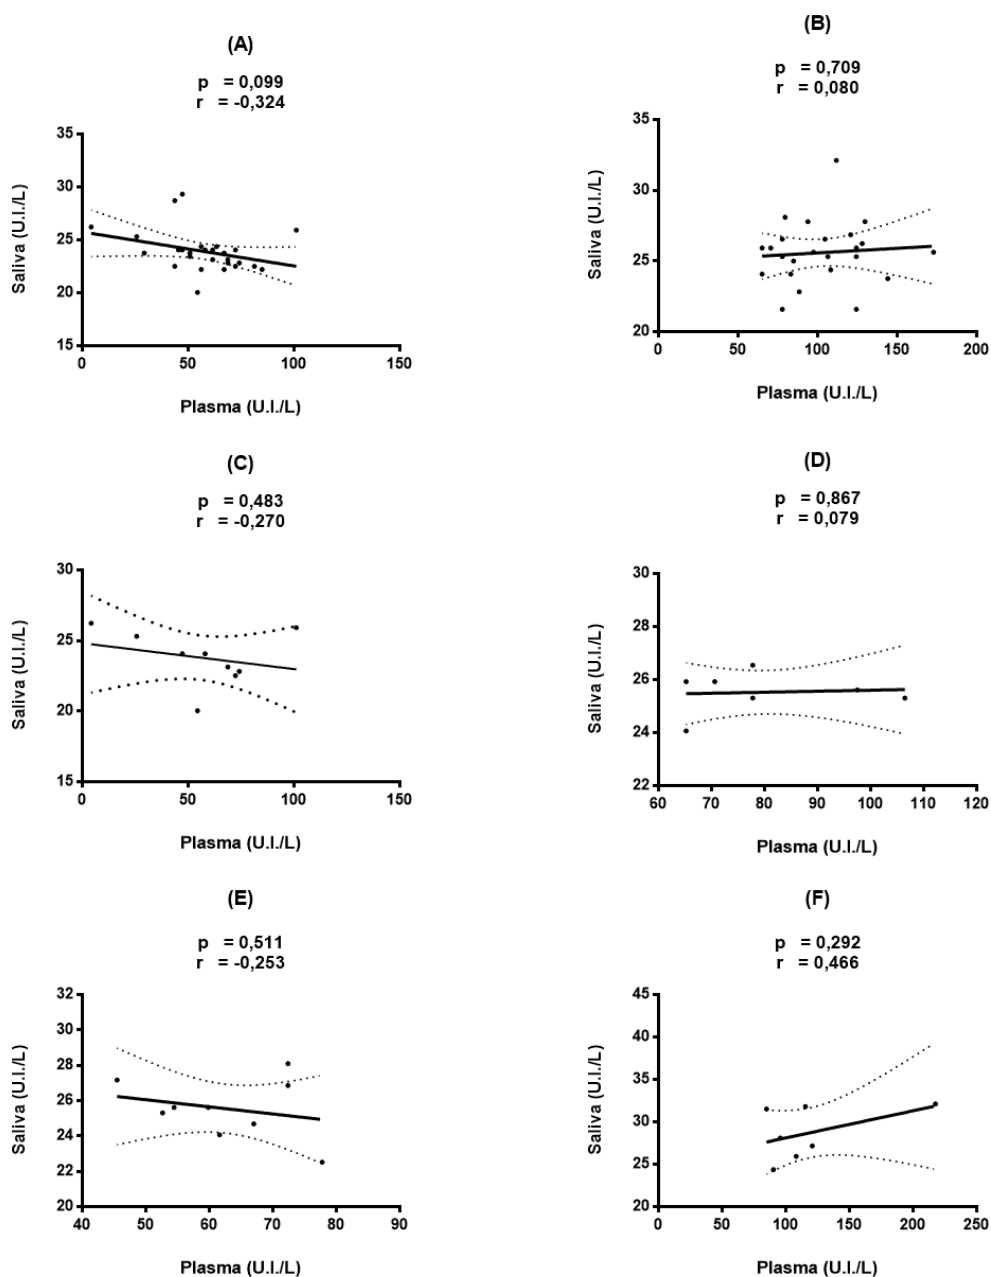 (A)
p = 0,099
r = -0,324
35
30
25
20
15
0
50
100
150
Saliva (U.I./L)
Plasma (U.I./L)
(B)
p = 0,709
r = 0,080
35
30
25
20
0
50
100
150
200
Saliva (U.I./L)
Plasma (U.I./L)
(C)
p = 0,483
r = -0,270
30
25
20
15
0
50
100
150
Saliva (U.I./L)
Plasma (U.I./L)
(D)
p = 0,867
r = 0,079
30
28
26
24
22
60
70
80
90
100
110
120
Saliva (U.I./L)
Plasma (U.I./L)
(E)
p = 0,511
r = -0,253
32
30
28
26
24
22
20
40
50
60
70
80
90
Saliva (U.I./L)
Plasma (U.I./L)
(F)
p = 0,292
r = 0,466
45
40
35
30
25
20
0
50
100
150
200
250
Saliva (U.I./L)
Plasma (U.I./L)